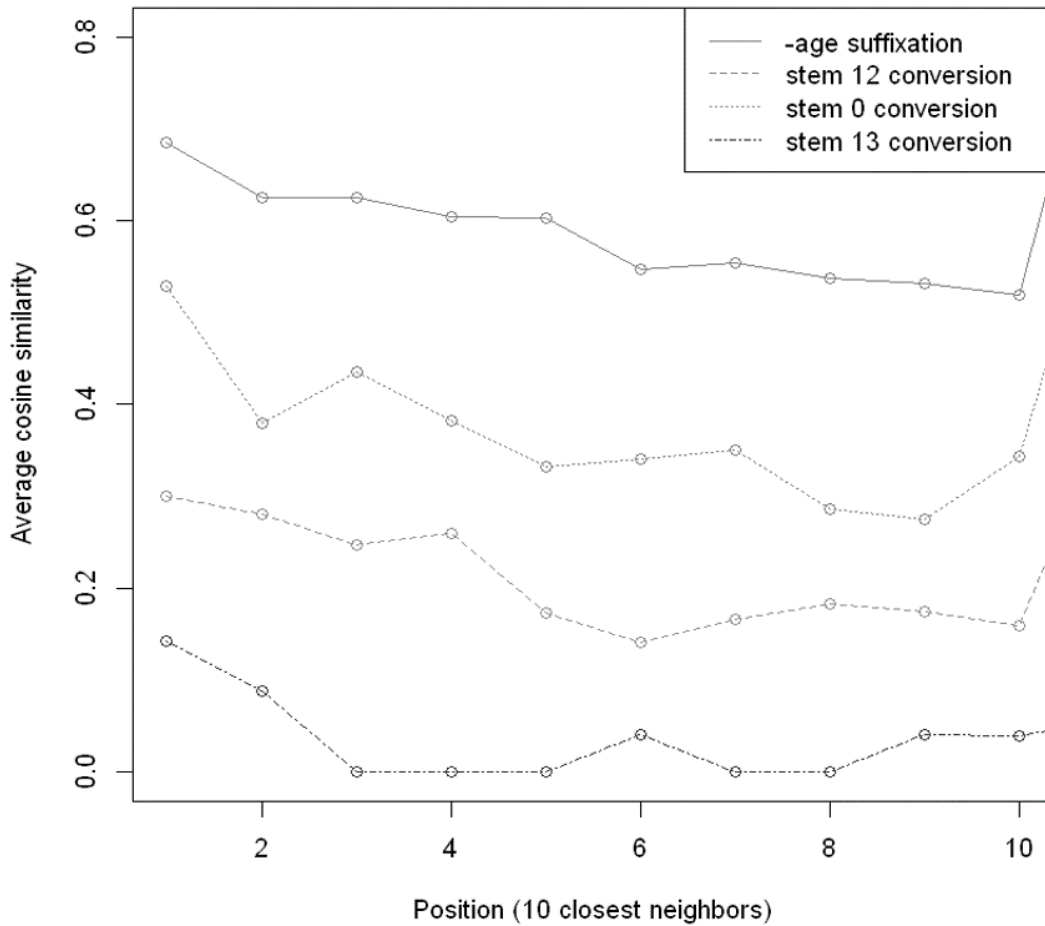 -age suffixation
stem 12 conversion
stem 0 conversion
stem 13 conversion
Average cosine similarity
0.8
0.6
0.4
0.2
0.0
2 4 6 8 10
Position (10 closest neighbors)